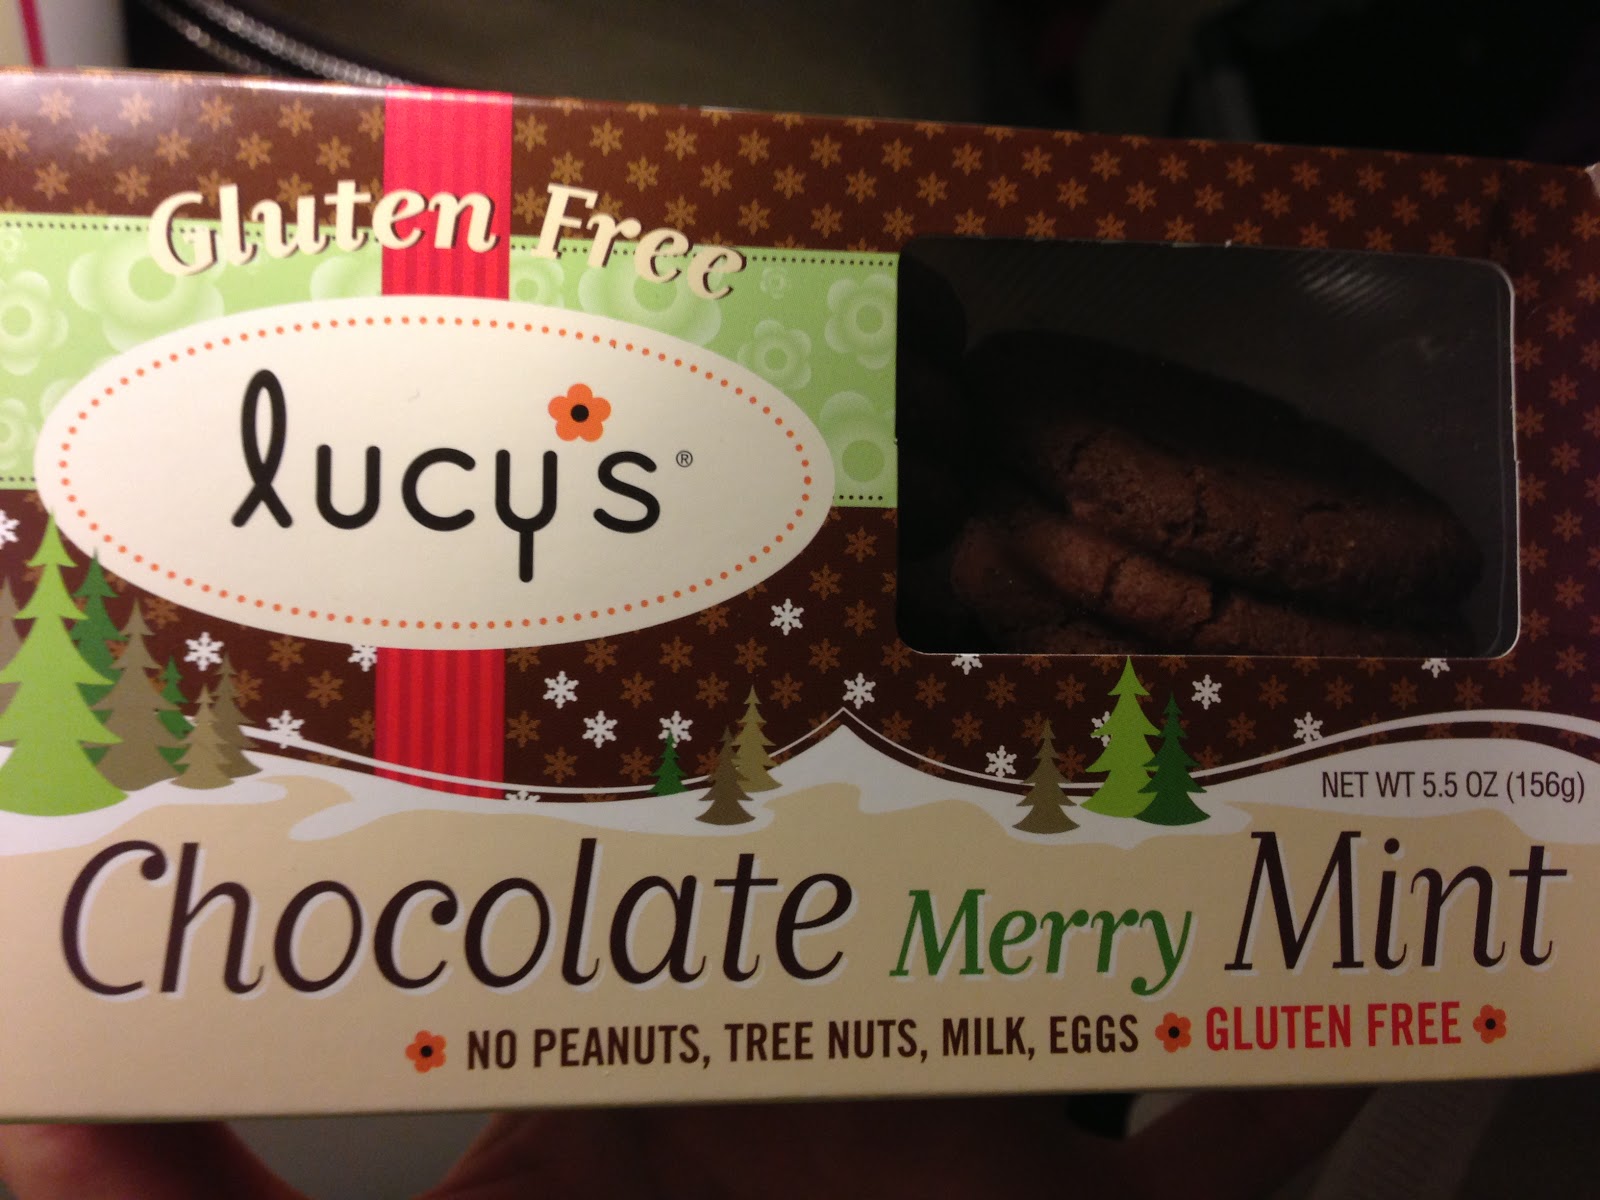 Gluten Free
lucy's®
NET WT 5.5 OZ (156g)
Chocolate Merry Mint
NO PEANUTS, TREE NUTS, MILK, EGGS GLUTEN FREE